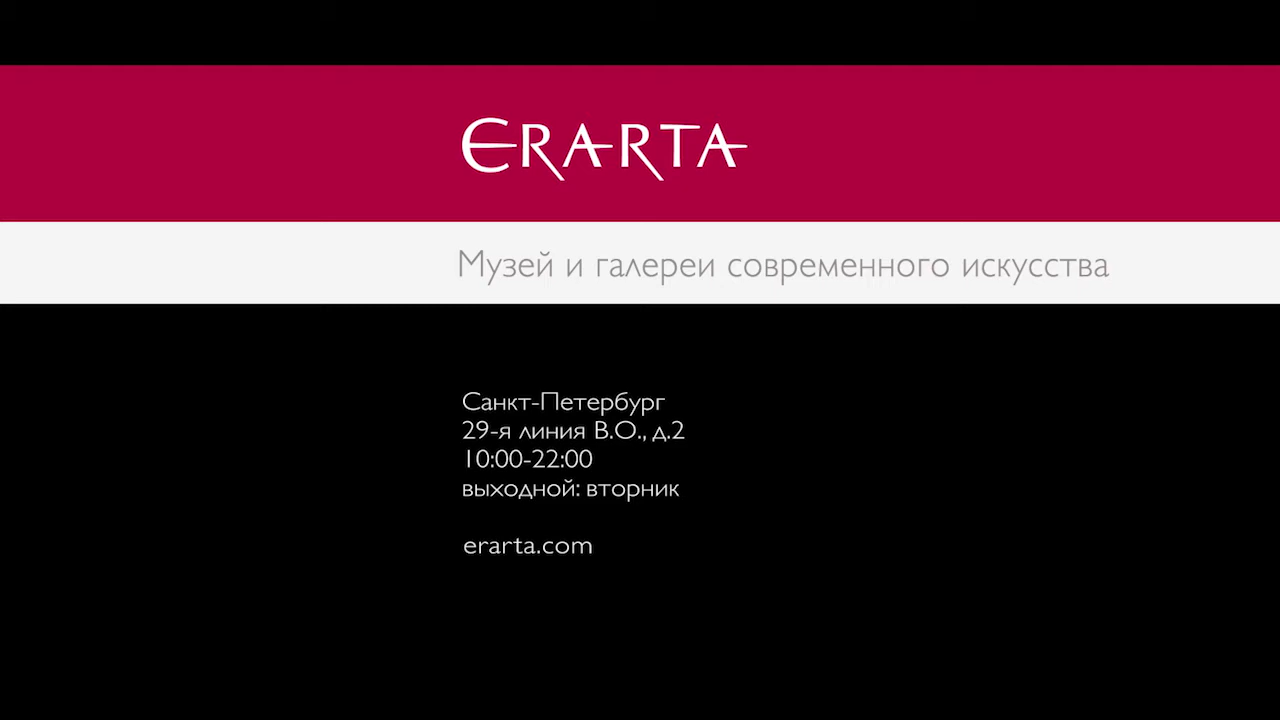 ERARTA
Музей и галереи современного искусства
Санкт-Петербург
29-я линия В.О., д.2
10:00-22:00
выходной: вторник
erarta.com